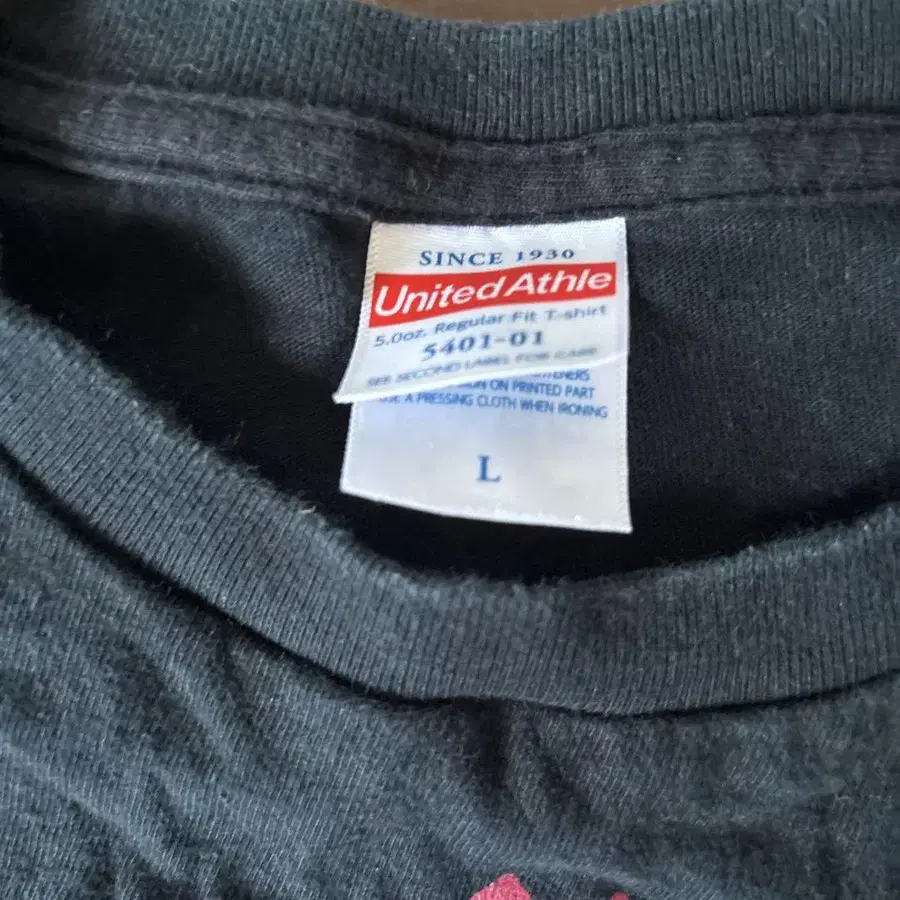 SINCE 1930
United Athle
5.0oz. Regular Fit T-shirt
5401-01
SEE SECOND LABEL FOR CARE
ON PRINTED PART
A PRESSING CLOTH WHEN IRONING
L